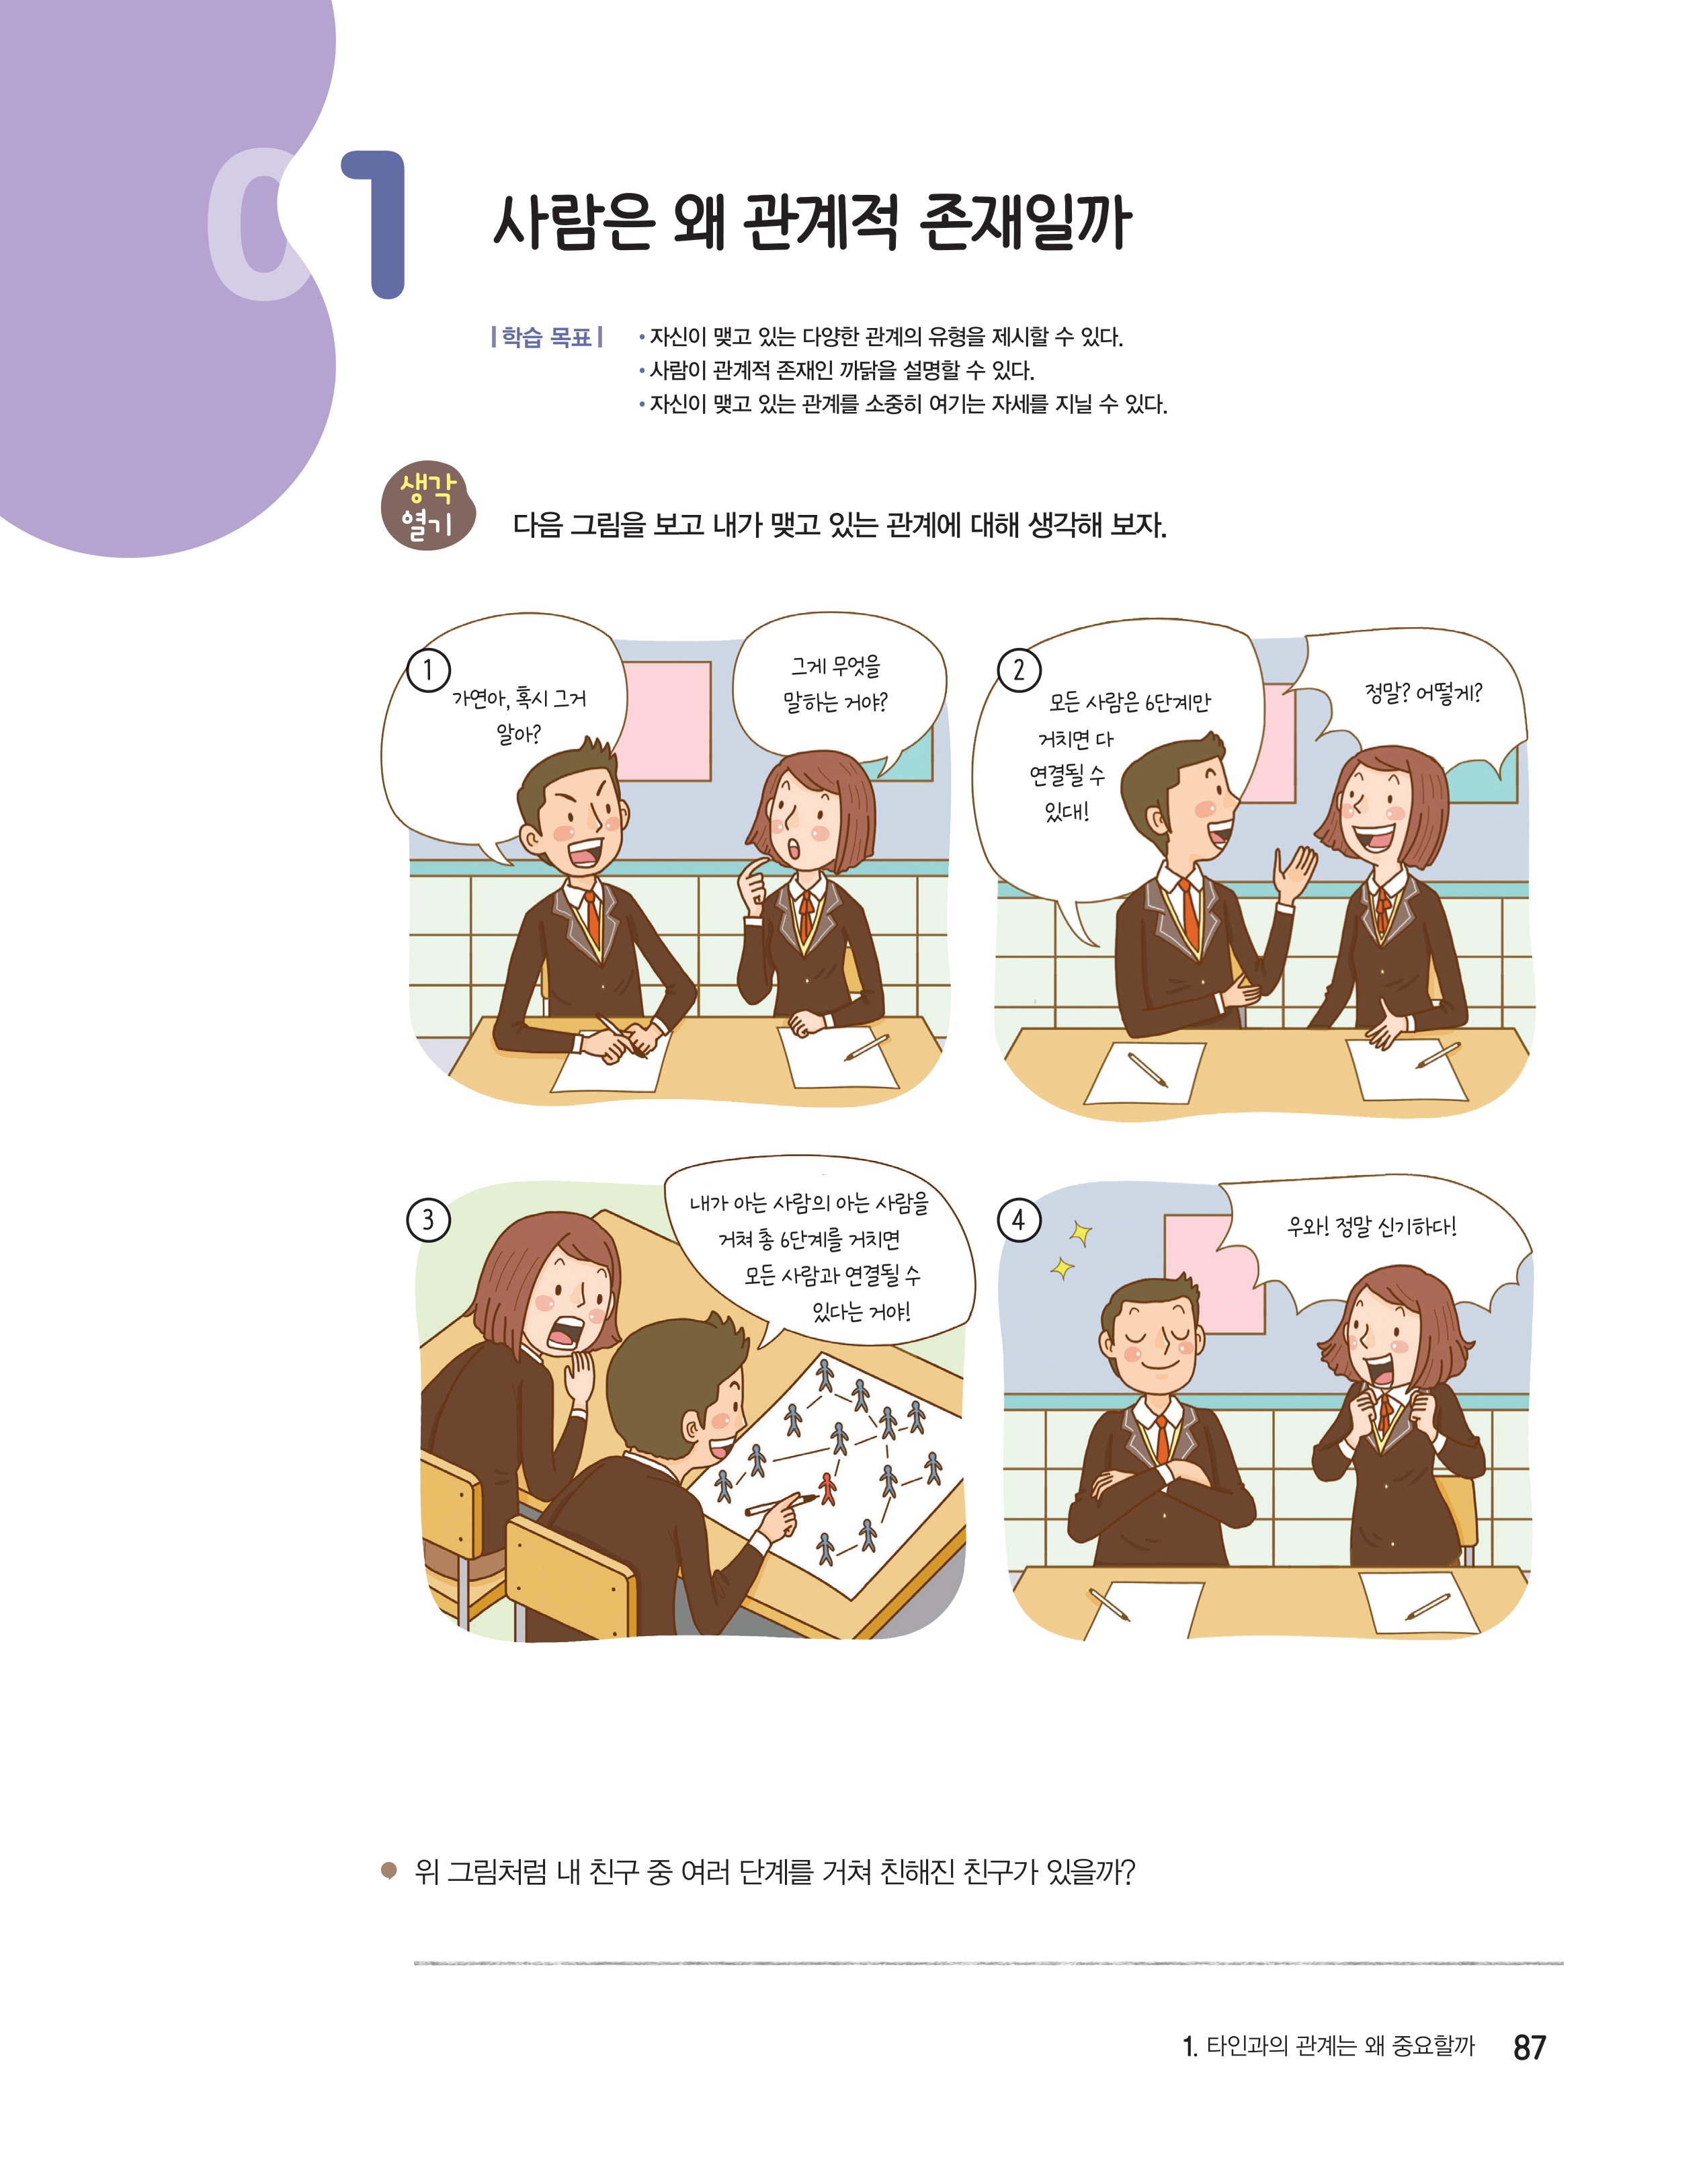 01
사람은 왜 관계적 존재일까
|학습 목표|
• 자신이 맺고 있는 다양한 관계의 유형을 제시할 수 있다.
• 사람이 관계적 존재인 까닭을 설명할 수 있다.
• 자신이 맺고 있는 관계를 소중히 여기는 자세를 지닐 수 있다.
생각
열기
다음 그림을 보고 내가 맺고 있는 관계에 대해 생각해 보자.
1
가연아, 혹시 그거
알아?
그게 무엇을
말하는 거야?
2
모든 사람은 6단계만
거치면 다
연결될 수
있대!
정말? 어떻게?
3
내가 아는 사람의 아는 사람을
거쳐 총 6단계를 거치면
모든 사람과 연결될 수
있다는 거야!
4
우와! 정말 신기하다!
위 그림처럼 내 친구 중 여러 단계를 거쳐 친해진 친구가 있을까?
1. 타인과의 관계는 왜 중요할까 87